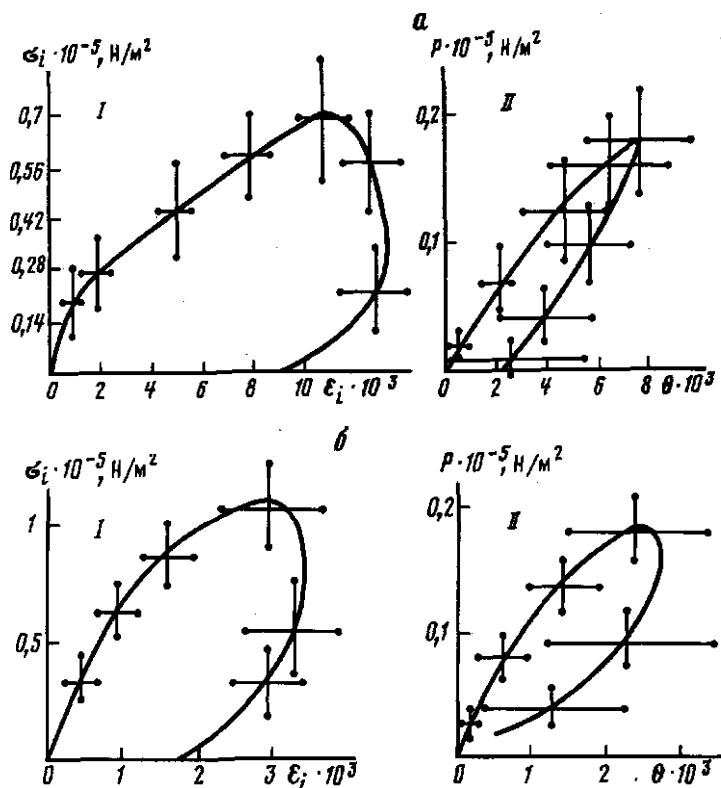 а
σi · 10⁻⁵, Н/м²
I
0,7
0,56
0,42
0,28
0,14
0 2 4 6 8 10 εi · 10³
P · 10⁻⁵, Н/м²
II
0,2
0,1
0 2 4 6 8 θ · 10³
б
σi · 10⁻⁵, Н/м²
I
1
0,5
0 1 2 3 εi · 10³
P · 10⁻⁵, Н/м²
II
0,2
0,1
0 1 2 θ · 10³